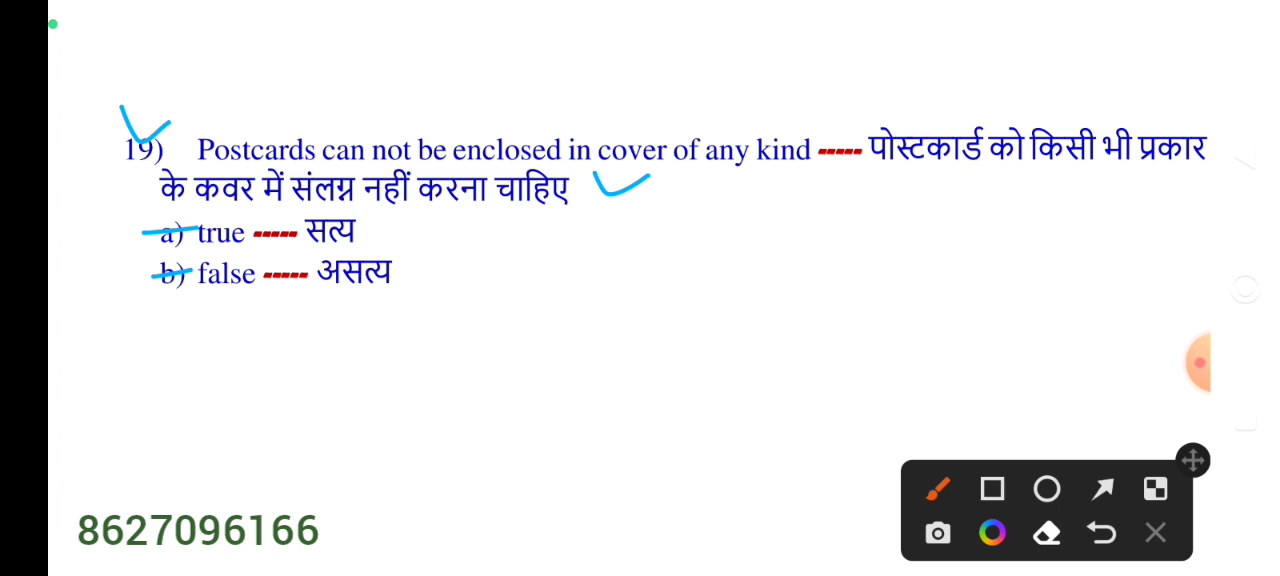 19) Postcards can not be enclosed in cover of any kind ----- पोस्टकार्ड को किसी भी प्रकार
के कवर में संलग्न नहीं करना चाहिए
a) true ----- सत्य
b) false ----- असत्य
8627096166